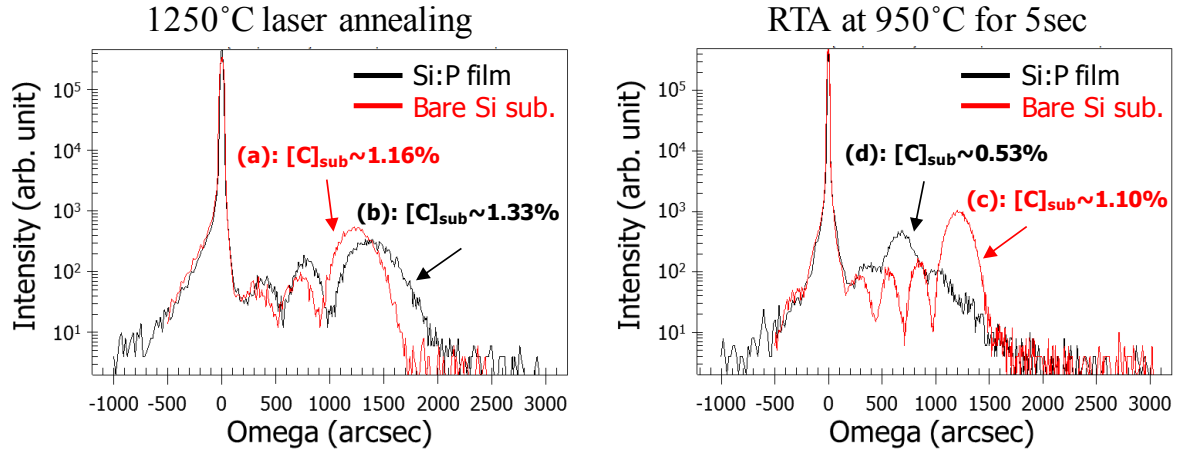 1250˚C laser annealing
Intensity (arb. unit)
10⁵
10⁴
10³
10²
10¹
Si:P film
Bare Si sub.
(a): [C]sub~1.16%
(b): [C]sub~1.33%
-1000 -500 0 500 1000 1500 2000 2500 3000
Omega (arcsec)
RTA at 950˚C for 5sec
Intensity (arb. unit)
10⁵
10⁴
10³
10²
10¹
Si:P film
Bare Si sub.
(d): [C]sub~0.53%
(c): [C]sub~1.10%
-1000 -500 0 500 1000 1500 2000 2500 3000
Omega (arcsec)